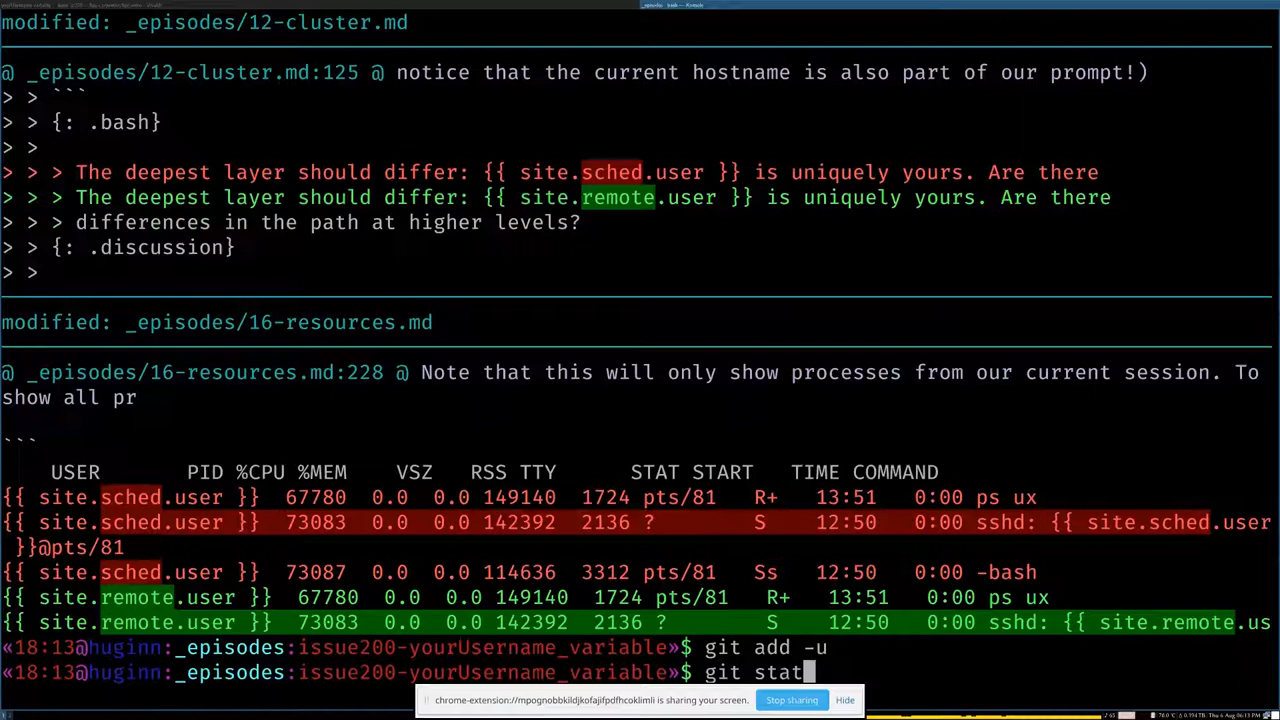 modified: _episodes/12-cluster.md
@ _episodes/12-cluster.md:125 @ notice that the current hostname is also part of our prompt!)
> > ```
> > {: .bash}
> >
> > > The deepest layer should differ: {{ site.sched.user }} is uniquely yours. Are there
> > > The deepest layer should differ: {{ site.remote.user }} is uniquely yours. Are there
> > > differences in the path at higher levels?
> > {: .discussion}
> >
modified: _episodes/16-resources.md
@ _episodes/16-resources.md:228 @ Note that this will only show processes from our current session. To
show all pr
```
USER PID %CPU %MEM VSZ RSS TTY STAT START TIME COMMAND
{{ site.sched.user }} 67780 0.0 0.0 149140 1724 pts/81 R+ 13:51 0:00 ps ux
{{ site.sched.user }} 73083 0.0 0.0 142392 2136 ? S 12:50 0:00 sshd: {{ site.sched.user
}}@pts/81
{{ site.sched.user }} 73087 0.0 0.0 114636 3312 pts/81 Ss 12:50 0:00 -bash
{{ site.remote.user }} 67780 0.0 0.0 149140 1724 pts/81 R+ 13:51 0:00 ps ux
{{ site.remote.user }} 73083 0.0 0.0 142392 2136 ? S 12:50 0:00 sshd: {{ site.remote.us
«18:13@huginn:_episodes:issue200-yourUsername_variable»$ git add -u
«18:13@huginn:_episodes:issue200-yourUsername_variable»$ git stat
chrome-extension://mpognobbkildjkofajifpdfhcoklimli is sharing your screen. Stop sharing Hide